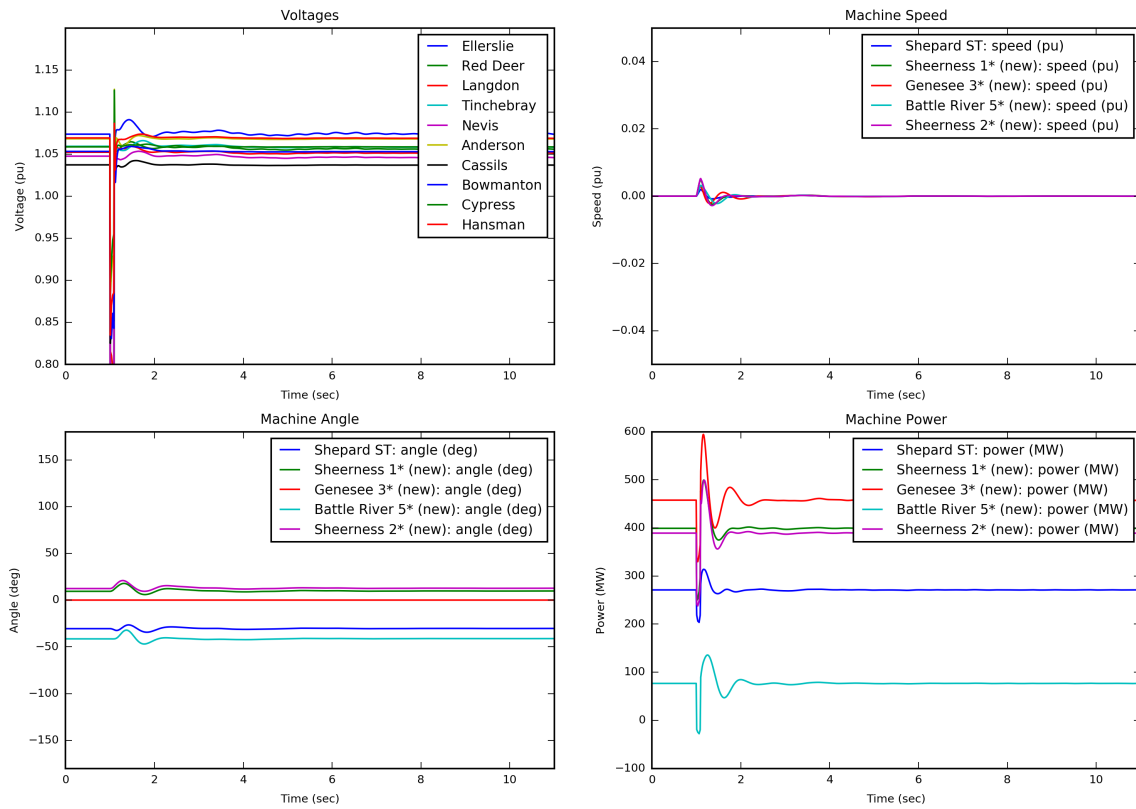 Voltages
1.15
1.10
1.05
1.00
0.95
0.90
0.85
0.80
Voltage (pu)
0 2 4 6 8 10
Time (sec)
Ellerslie
Red Deer
Langdon
Tinchebray
Nevis
Anderson
Cassils
Bowmanton
Cypress
Hansman
Machine Speed
0.04
0.02
0.00
−0.02
−0.04
Speed (pu)
0 2 4 6 8 10
Time (sec)
Shepard ST: speed (pu)
Sheerness 1* (new): speed (pu)
Genesee 3* (new): speed (pu)
Battle River 5* (new): speed (pu)
Sheerness 2* (new): speed (pu)
Machine Angle
150
100
50
0
−50
−100
−150
Angle (deg)
0 2 4 6 8 10
Time (sec)
Shepard ST: angle (deg)
Sheerness 1* (new): angle (deg)
Genesee 3* (new): angle (deg)
Battle River 5* (new): angle (deg)
Sheerness 2* (new): angle (deg)
Machine Power
600
500
400
300
200
100
0
−100
Power (MW)
0 2 4 6 8 10
Time (sec)
Shepard ST: power (MW)
Sheerness 1* (new): power (MW)
Genesee 3* (new): power (MW)
Battle River 5* (new): power (MW)
Sheerness 2* (new): power (MW)